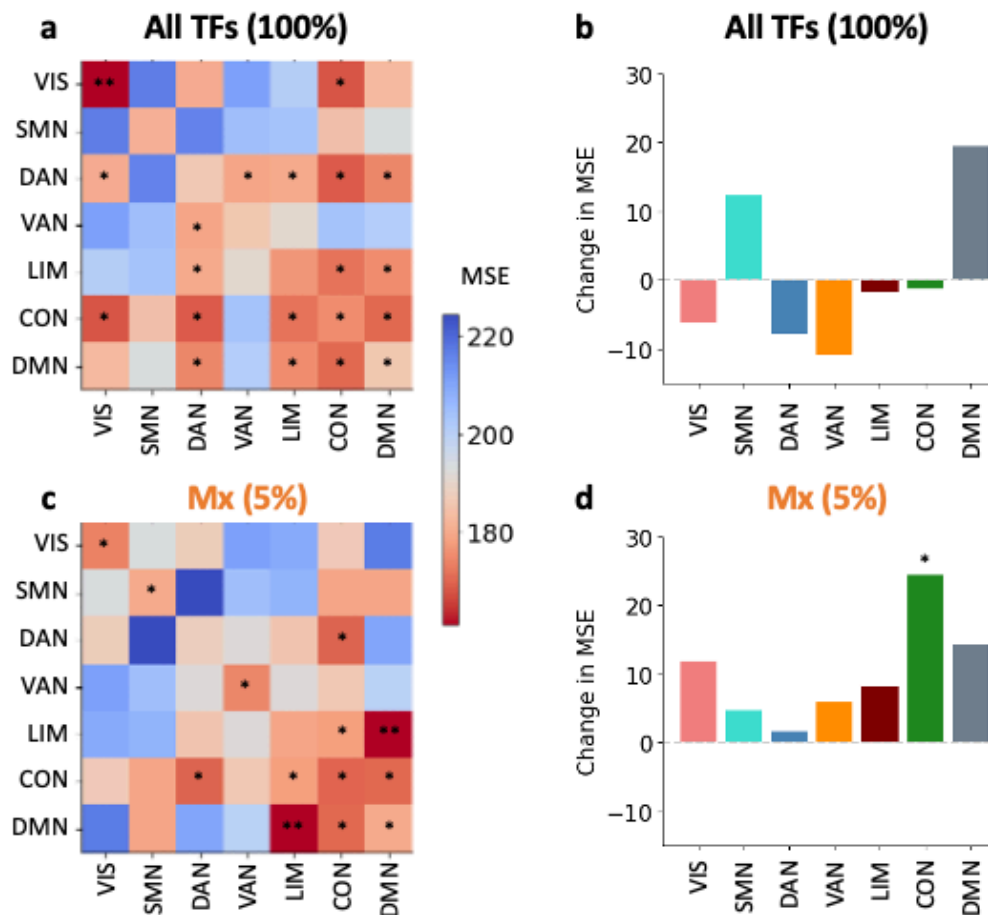 a All TFs (100%)
VIS ** *
SMN
DAN * * * * *
VAN *
LIM * * *
CON * * * * *
DMN * * * *
VIS SMN DAN VAN LIM CON DMN
MSE
220
200
180
b All TFs (100%)
Change in MSE
30
20
10
0
−10
VIS SMN DAN VAN LIM CON DMN
c Mx (5%)
VIS *
SMN *
DAN *
VAN *
LIM * **
CON * * * *
DMN ** * *
VIS SMN DAN VAN LIM CON DMN
d Mx (5%)
Change in MSE
30
20
10
0
−10
*
VIS SMN DAN VAN LIM CON DMN